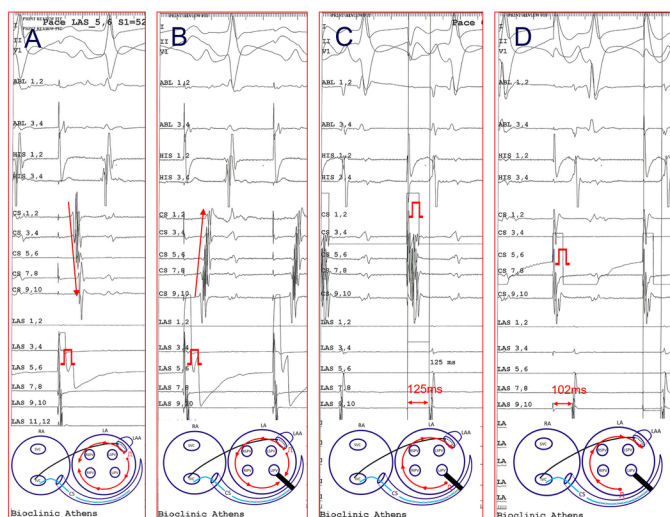 A
Pace LAS_5,6 S1=52
I
II
V1
ABL 1,2
ABL 3,4
HIS 1,2
HIS 3,4
CS 1,2
CS 3,4
CS 5,6
CS 7,8
CS 9,10
LAS 1,2
LAS 3,4
LAS 5,6
LAS 7,8
LAS 9,10
LAS 11,12
RA
LA
LAA
SVC
IVC
CS
Bioclinic Athens
B
I
II
V1
ABL 1,2
ABL 3,4
HIS 1,2
HIS 3,4
CS 1,2
CS 3,4
CS 5,6
CS 7,8
CS 9,10
LAS 1,2
LAS 3,4
LAS 5,6
LAS 7,8
LAS 9,10
RA
LA
LAA
SVC
CS
Bioclinic Athens
C
Pace
I
II
V1
ABL 1,2
ABL 3,4
HIS 1,2
HIS 3,4
CS 1,2
CS 3,4
CS 5,6
CS 7,8
CS 9,10
LAS 1,2
LAS 3,4
125 ms
LAS 5,6
LAS 7,8
125ms
LAS 9,10
RA
LA
LAA
SVC
CS
Bioclinic Athens
D
I
II
V1
ABL 1,2
ABL 3,4
HIS 1,2
HIS 3,4
CS 1,2
CS 3,4
CS 5,6
CS 7,8
CS 9,10
LAS 1,2
LAS 3,4
LAS 5,6
LAS 7,8
102ms
LAS 9,10
LA
LA
LA
LA
LA
LA
RA
LA
LAA
SVC
CS
Bioclinic Athens